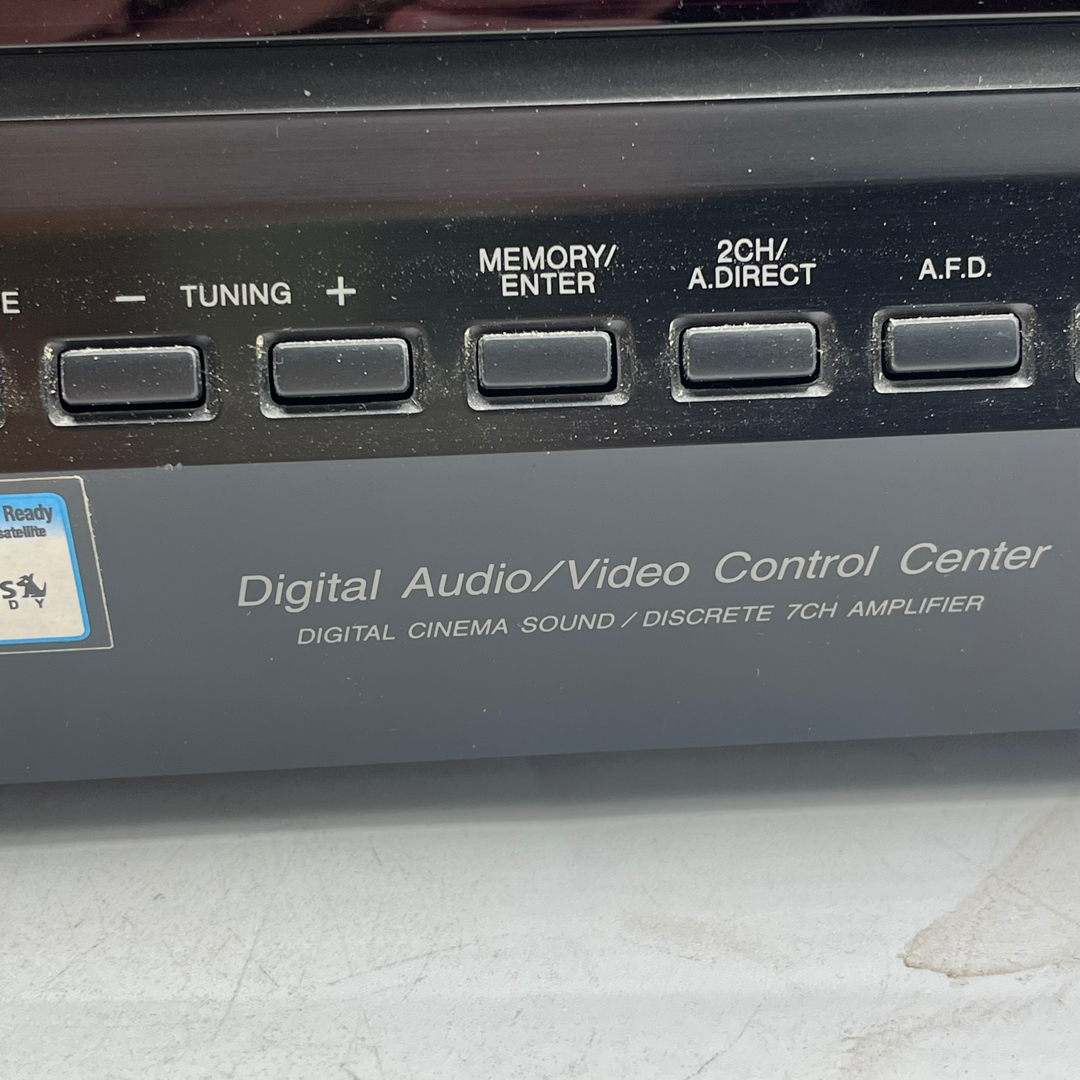 E
− TUNING +
MEMORY/
ENTER
2CH/
A.DIRECT
A.F.D.
Ready
satellite
S
D Y
Digital Audio/Video Control Center
DIGITAL CINEMA SOUND / DISCRETE 7CH AMPLIFIER